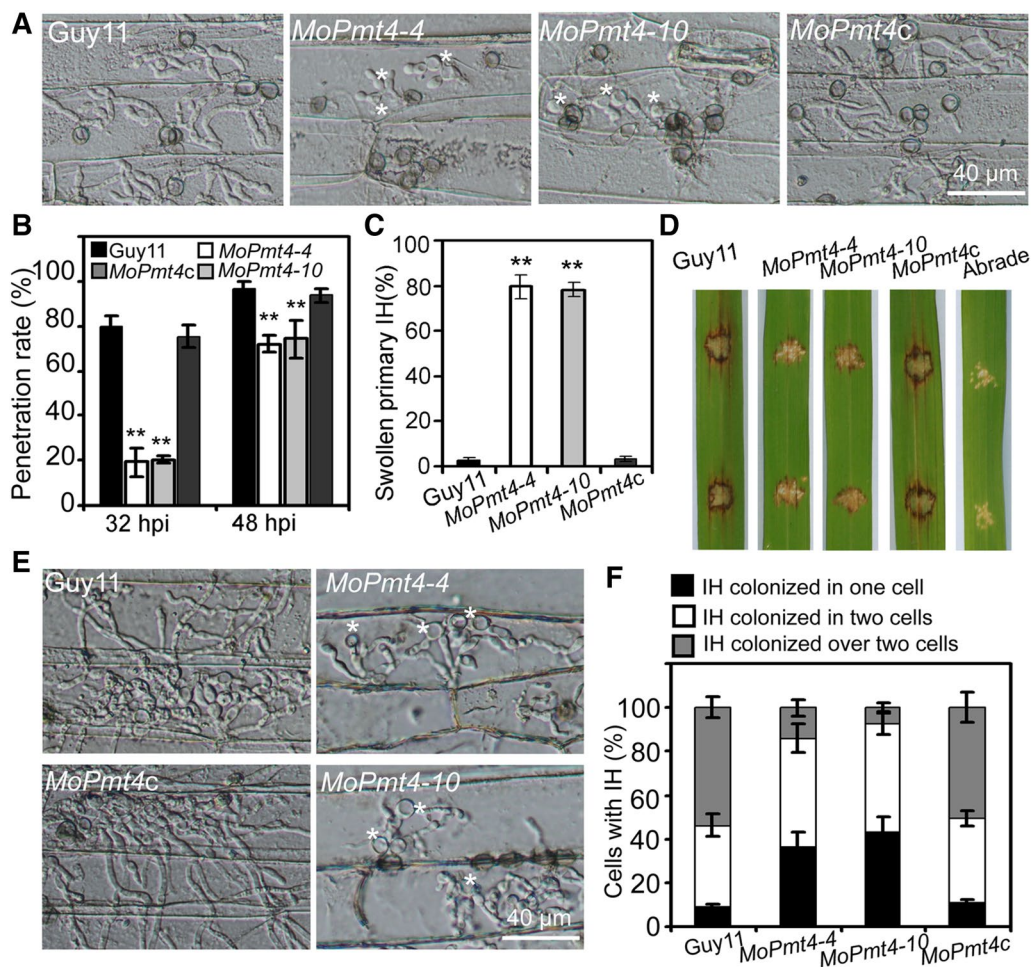 A
Guy11
MoPmt4-4
MoPmt4-10
MoPmt4c
*
*
*
*
*
*
40 μm
B
Guy11
MoPmt4-4
MoPmt4c
MoPmt4-10
Penetration rate (%)
100
80
60
40
20
0
**
**
**
**
32 hpi
48 hpi
C
Swollen primary IH(%)
100
80
60
40
20
0
**
**
Guy11
MoPmt4-4
MoPmt4-10
MoPmt4c
D
Guy11
MoPmt4-4
MoPmt4-10
MoPmt4c
Abrade
E
Guy11
MoPmt4-4
*
*
*
MoPmt4c
MoPmt4-10
*
*
*
40 μm
F
IH colonized in one cell
IH colonized in two cells
IH colonized over two cells
Cells with IH (%)
100
80
60
40
20
0
Guy11
MoPmt4-4
MoPmt4-10
MoPmt4c